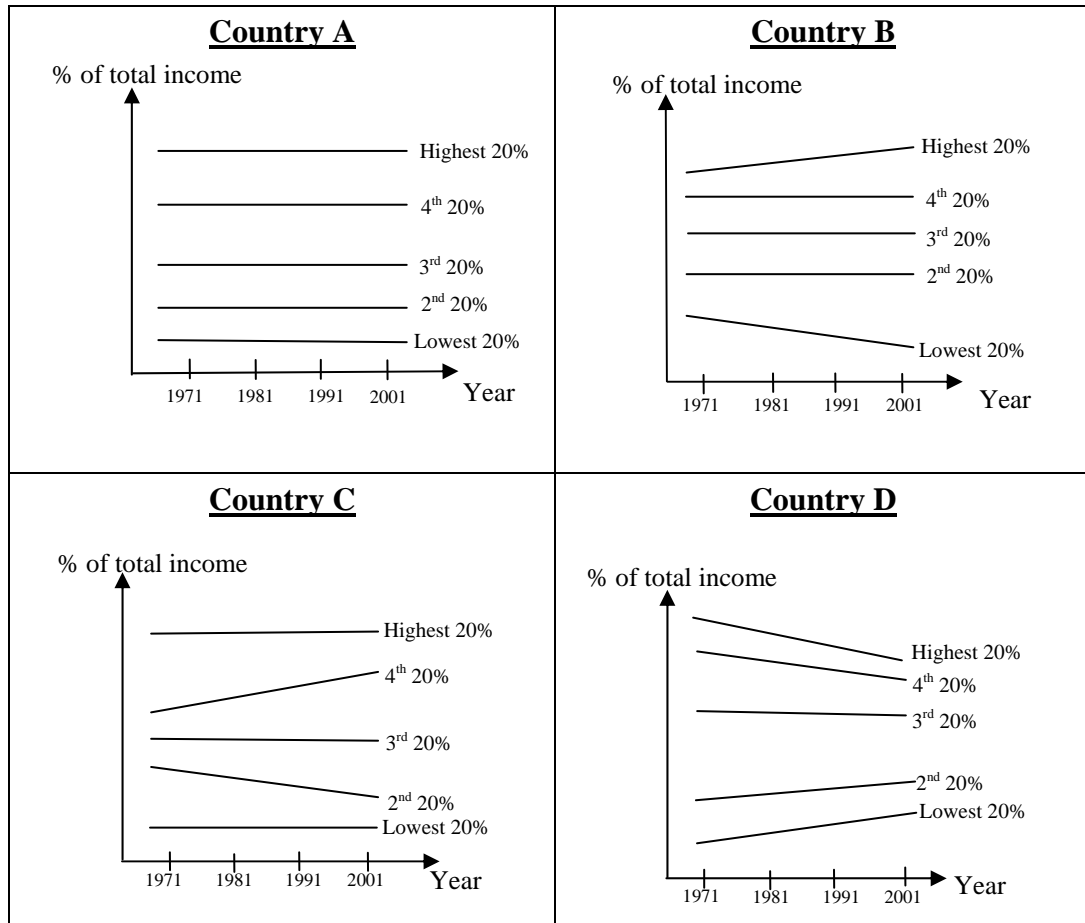 Country A
% of total income
Highest 20%
4th 20%
3rd 20%
2nd 20%
Lowest 20%
1971 1981 1991 2001
Year
Country B
% of total income
Highest 20%
4th 20%
3rd 20%
2nd 20%
Lowest 20%
1971 1981 1991 2001
Year
Country C
% of total income
Highest 20%
4th 20%
3rd 20%
2nd 20%
Lowest 20%
1971 1981 1991 2001
Year
Country D
% of total income
Highest 20%
4th 20%
3rd 20%
2nd 20%
Lowest 20%
1971 1981 1991 2001
Year